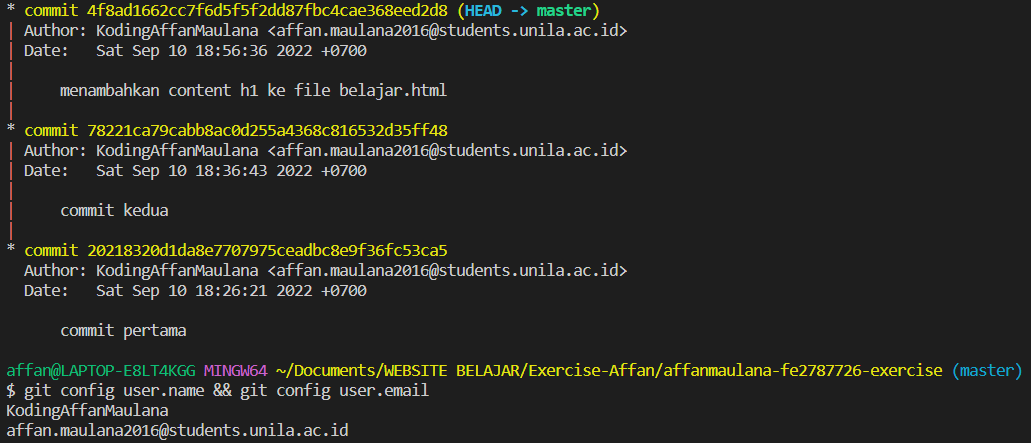 * commit 4f8ad1662cc7f6d5f5f2dd87fbc4cae368eed2d8 (HEAD -> master)
| Author: KodingAffanMaulana <affan.maulana2016@students.unila.ac.id>
| Date:   Sat Sep 10 18:56:36 2022 +0700
|
|     menambahkan content h1 ke file belajar.html
|
* commit 78221ca79cabb8ac0d255a4368c816532d35ff48
| Author: KodingAffanMaulana <affan.maulana2016@students.unila.ac.id>
| Date:   Sat Sep 10 18:36:43 2022 +0700
|
|     commit kedua
|
* commit 20218320d1da8e7707975ceadbc8e9f36fc53ca5
  Author: KodingAffanMaulana <affan.maulana2016@students.unila.ac.id>
  Date:   Sat Sep 10 18:26:21 2022 +0700
      commit pertama
affan@LAPTOP-E8LT4KGG MINGW64 ~/Documents/WEBSITE BELAJAR/Exercise-Affan/affanmaulana-fe2787726-exercise (master)
$ git config user.name && git config user.email
KodingAffanMaulana
affan.maulana2016@students.unila.ac.id